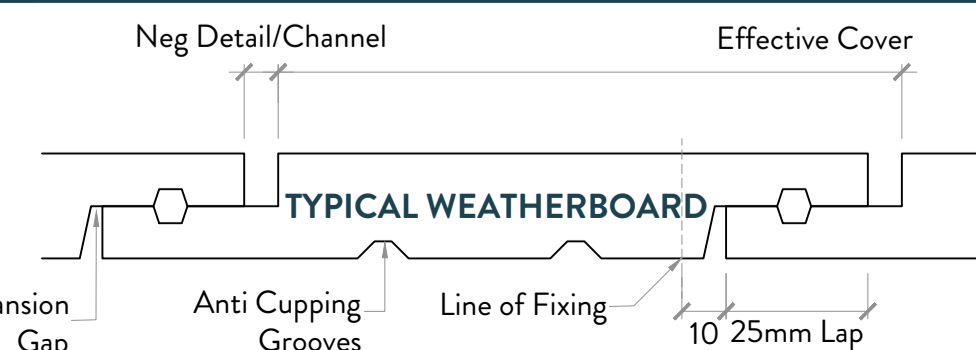 Neg Detail/Channel
Effective Cover
TYPICAL WEATHERBOARD
Gap
Anti Cupping
Grooves
Line of Fixing
10 25mm Lap